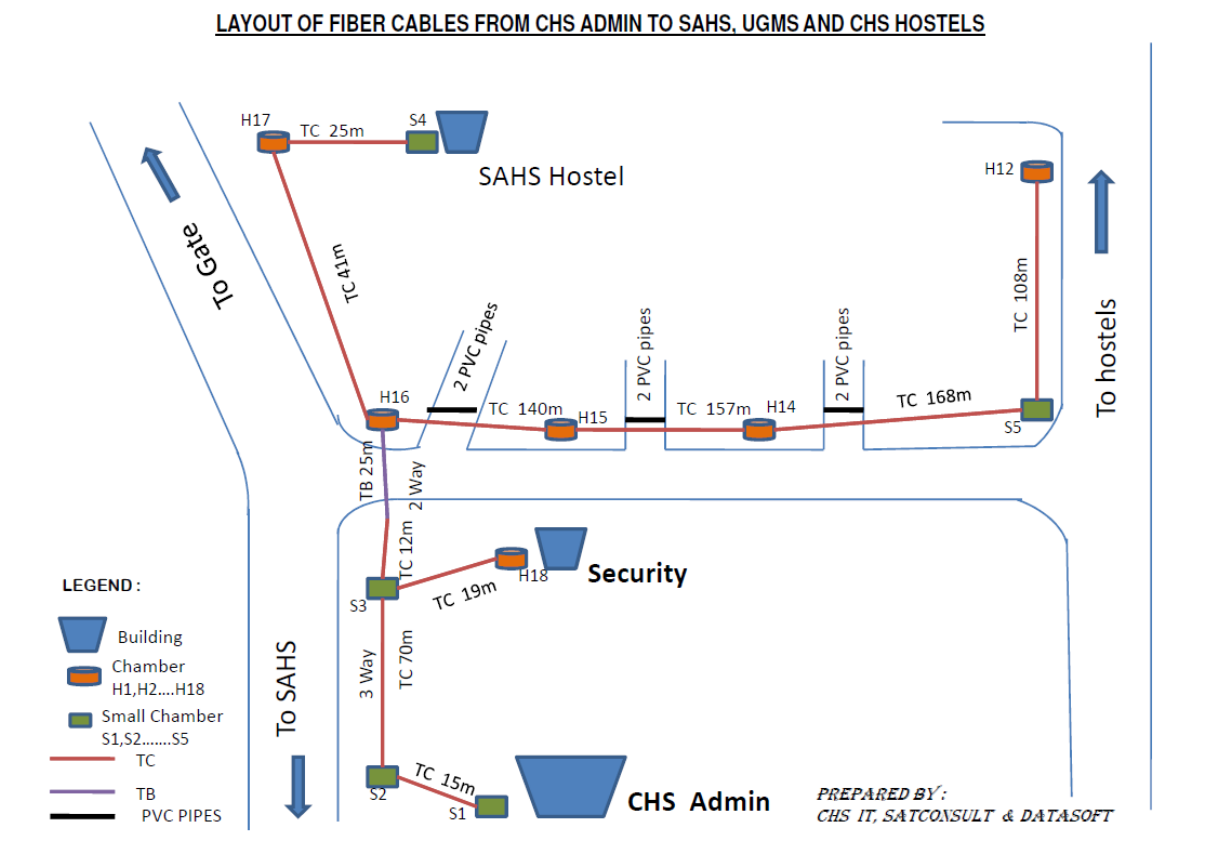 LAYOUT OF FIBER CABLES FROM CHS ADMIN TO SAHS, UGMS AND CHS HOSTELS
H17
TC 25m
S4
SAHS Hostel
H12
To Gate
TC 41m
TC 108m
To hostels
2 PVC pipes
2 PVC pipes
2 PVC pipes
H16
TC 140m
H15
TC 157m
H14
TC 168m
S5
TB 25m
2 Way
TC 12m
S3
TC 19m
H18
Security
3 Way
TC 70m
To SAHS
S2
TC 15m
S1
CHS Admin
LEGEND :
Building
Chamber
H1,H2....H18
Small Chamber
S1,S2.......S5
TC
TB
PVC PIPES
PREPARED BY :
CHS IT, SATCONSULT & DATASOFT